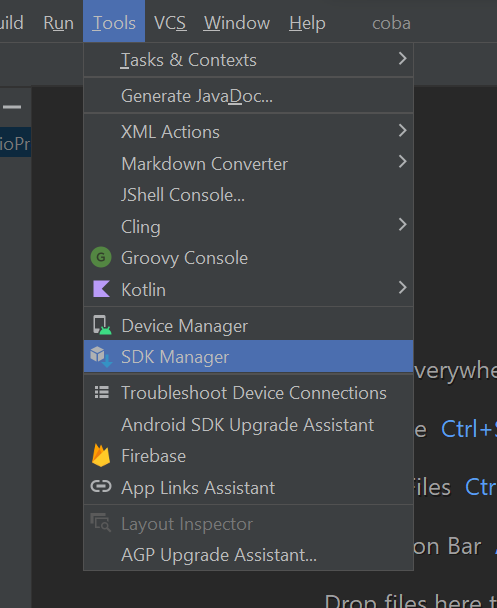 uild Run Tools VCS Window Help coba
Tasks & Contexts
Generate JavaDoc...
ioPr
XML Actions
Markdown Converter
JShell Console...
Cling
G Groovy Console
Kotlin
Device Manager
SDK Manager
verywhe
Troubleshoot Device Connections
Android SDK Upgrade Assistant
e Ctrl+S
Firebase
App Links Assistant
Files Ctr
Layout Inspector
on Bar
AGP Upgrade Assistant...
Drop files here t